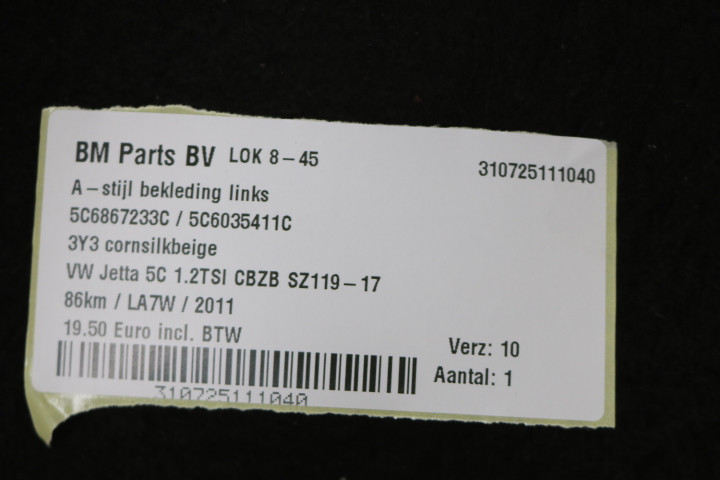 BM Parts BV LOK 8-45 310725111040
A-stijl bekleding links
5C6867233C / 5C6035411C
3Y3 cornsilkbeige
VW Jetta 5C 1.2TSI CBZB SZ119-17
86km / LA7W / 2011
19.50 Euro incl. BTW
Verz: 10
Aantal: 1
310725111040